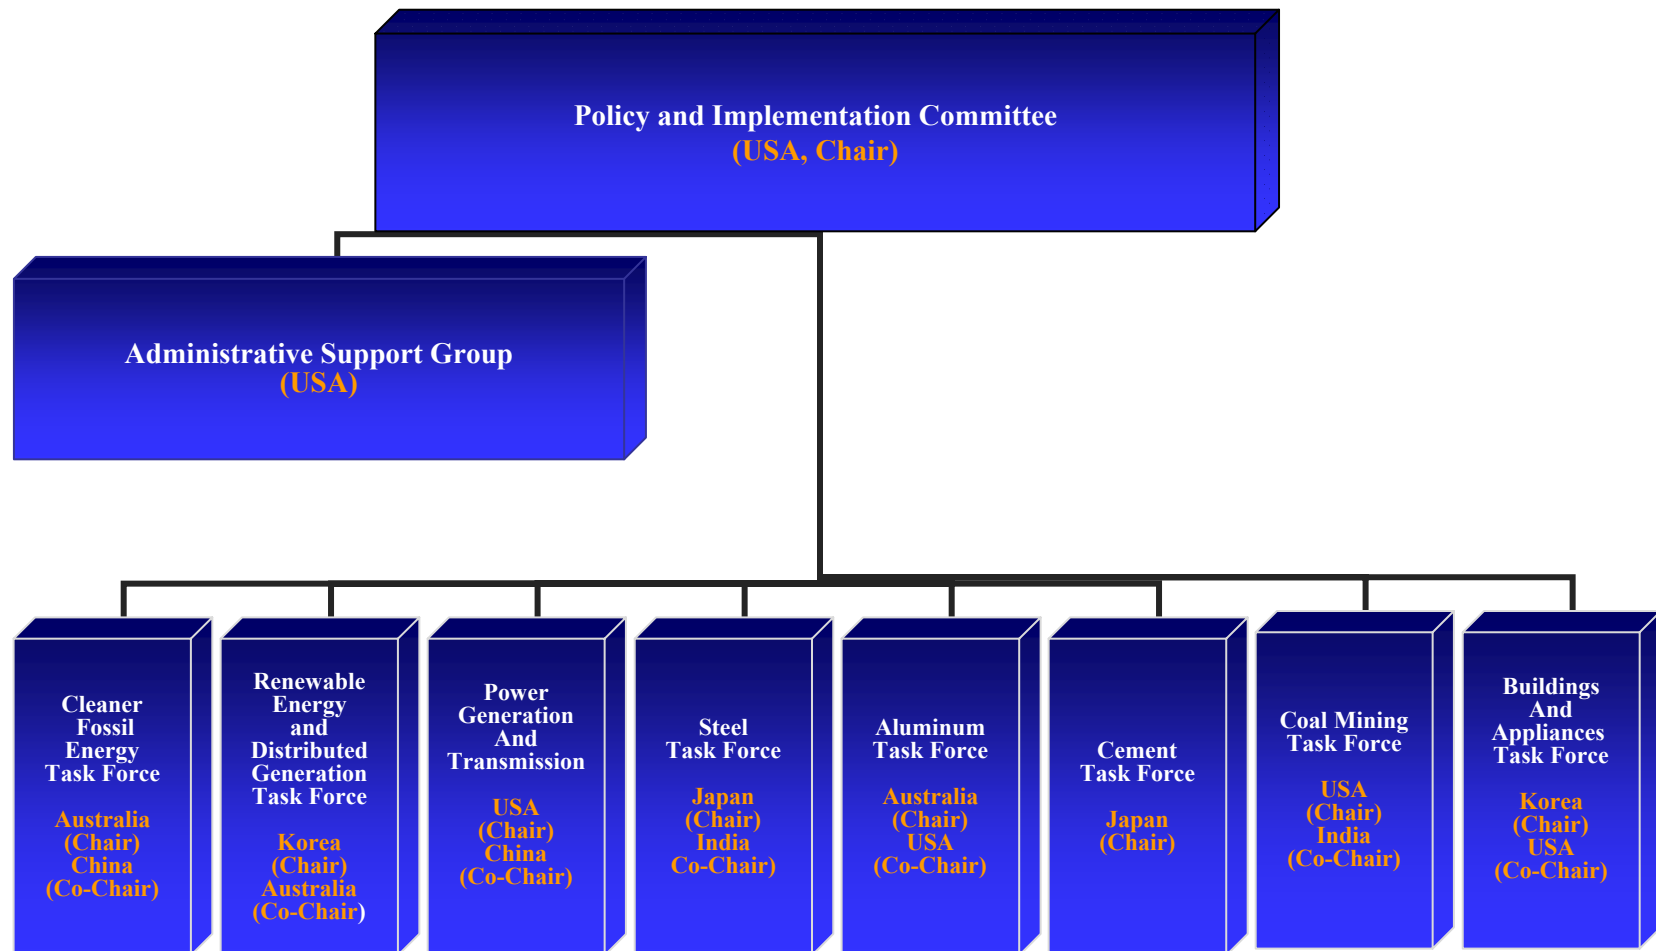 Policy and Implementation Committee
(USA, Chair)
Administrative Support Group
(USA)
Cleaner
Fossil
Energy
Task Force
Australia
(Chair)
China
(Co-Chair)
Renewable
Energy
and
Distributed
Generation
Task Force
Korea
(Chair)
Australia
(Co-Chair)
Power
Generation
And
Transmission
USA
(Chair)
China
(Co-Chair)
Steel
Task Force
Japan
(Chair)
India
Co-Chair)
Aluminum
Task Force
Australia
(Chair)
USA
(Co-Chair)
Cement
Task Force
Japan
(Chair)
Coal Mining
Task Force
USA
(Chair)
India
(Co-Chair)
Buildings
And
Appliances
Task Force
Korea
(Chair)
USA
(Co-Chair)